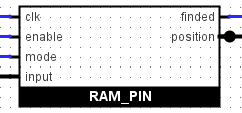 clk finded
enable position
mode
input
RAM_PIN